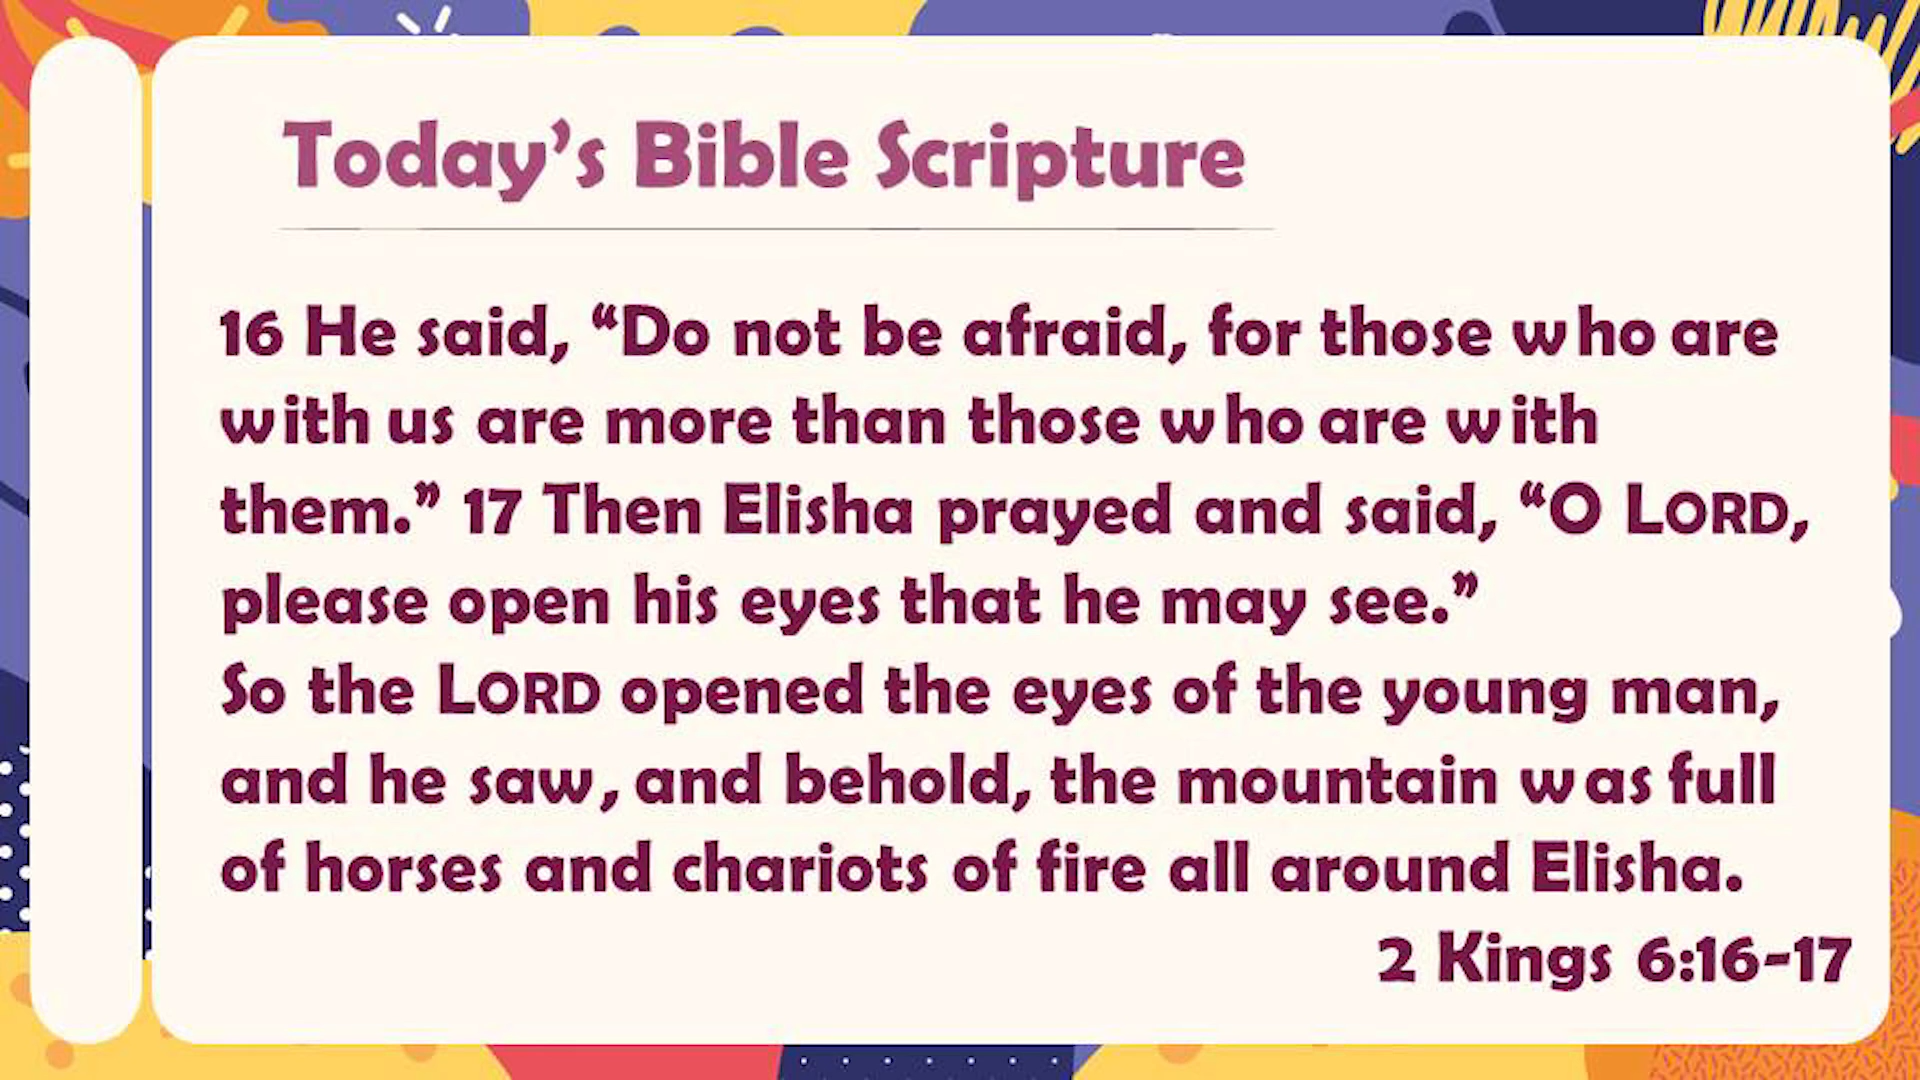 Today’s Bible Scripture
16 He said, “Do not be afraid, for those who are
with us are more than those who are with
them.” 17 Then Elisha prayed and said, “O LORD,
please open his eyes that he may see.”
So the LORD opened the eyes of the young man,
and he saw, and behold, the mountain was full
of horses and chariots of fire all around Elisha.
2 Kings 6:16-17